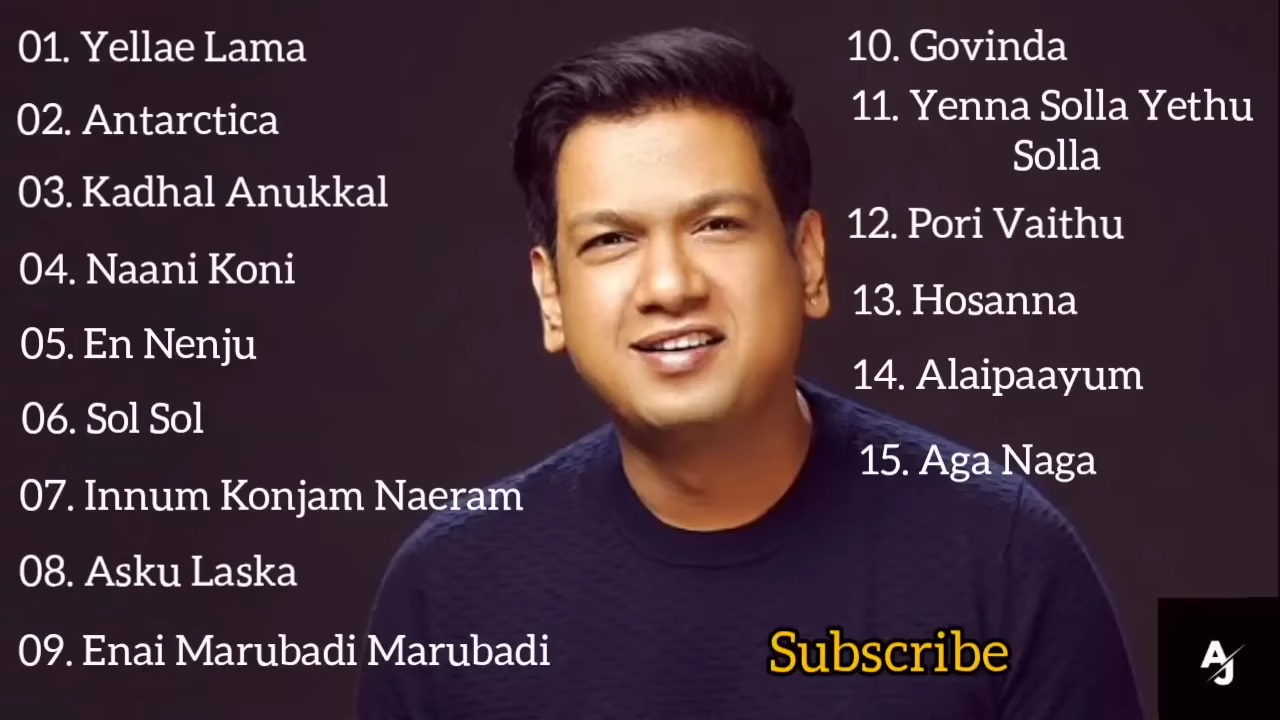 01. Yellae Lama
02. Antarctica
03. Kadhal Anukkal
04. Naani Koni
05. En Nenju
06. Sol Sol
07. Innum Konjam Naeram
08. Asku Laska
09. Enai Marubadi Marubadi
10. Govinda
11. Yenna Solla Yethu
Solla
12. Pori Vaithu
13. Hosanna
14. Alaipaayum
15. Aga Naga
Subscribe
AJ